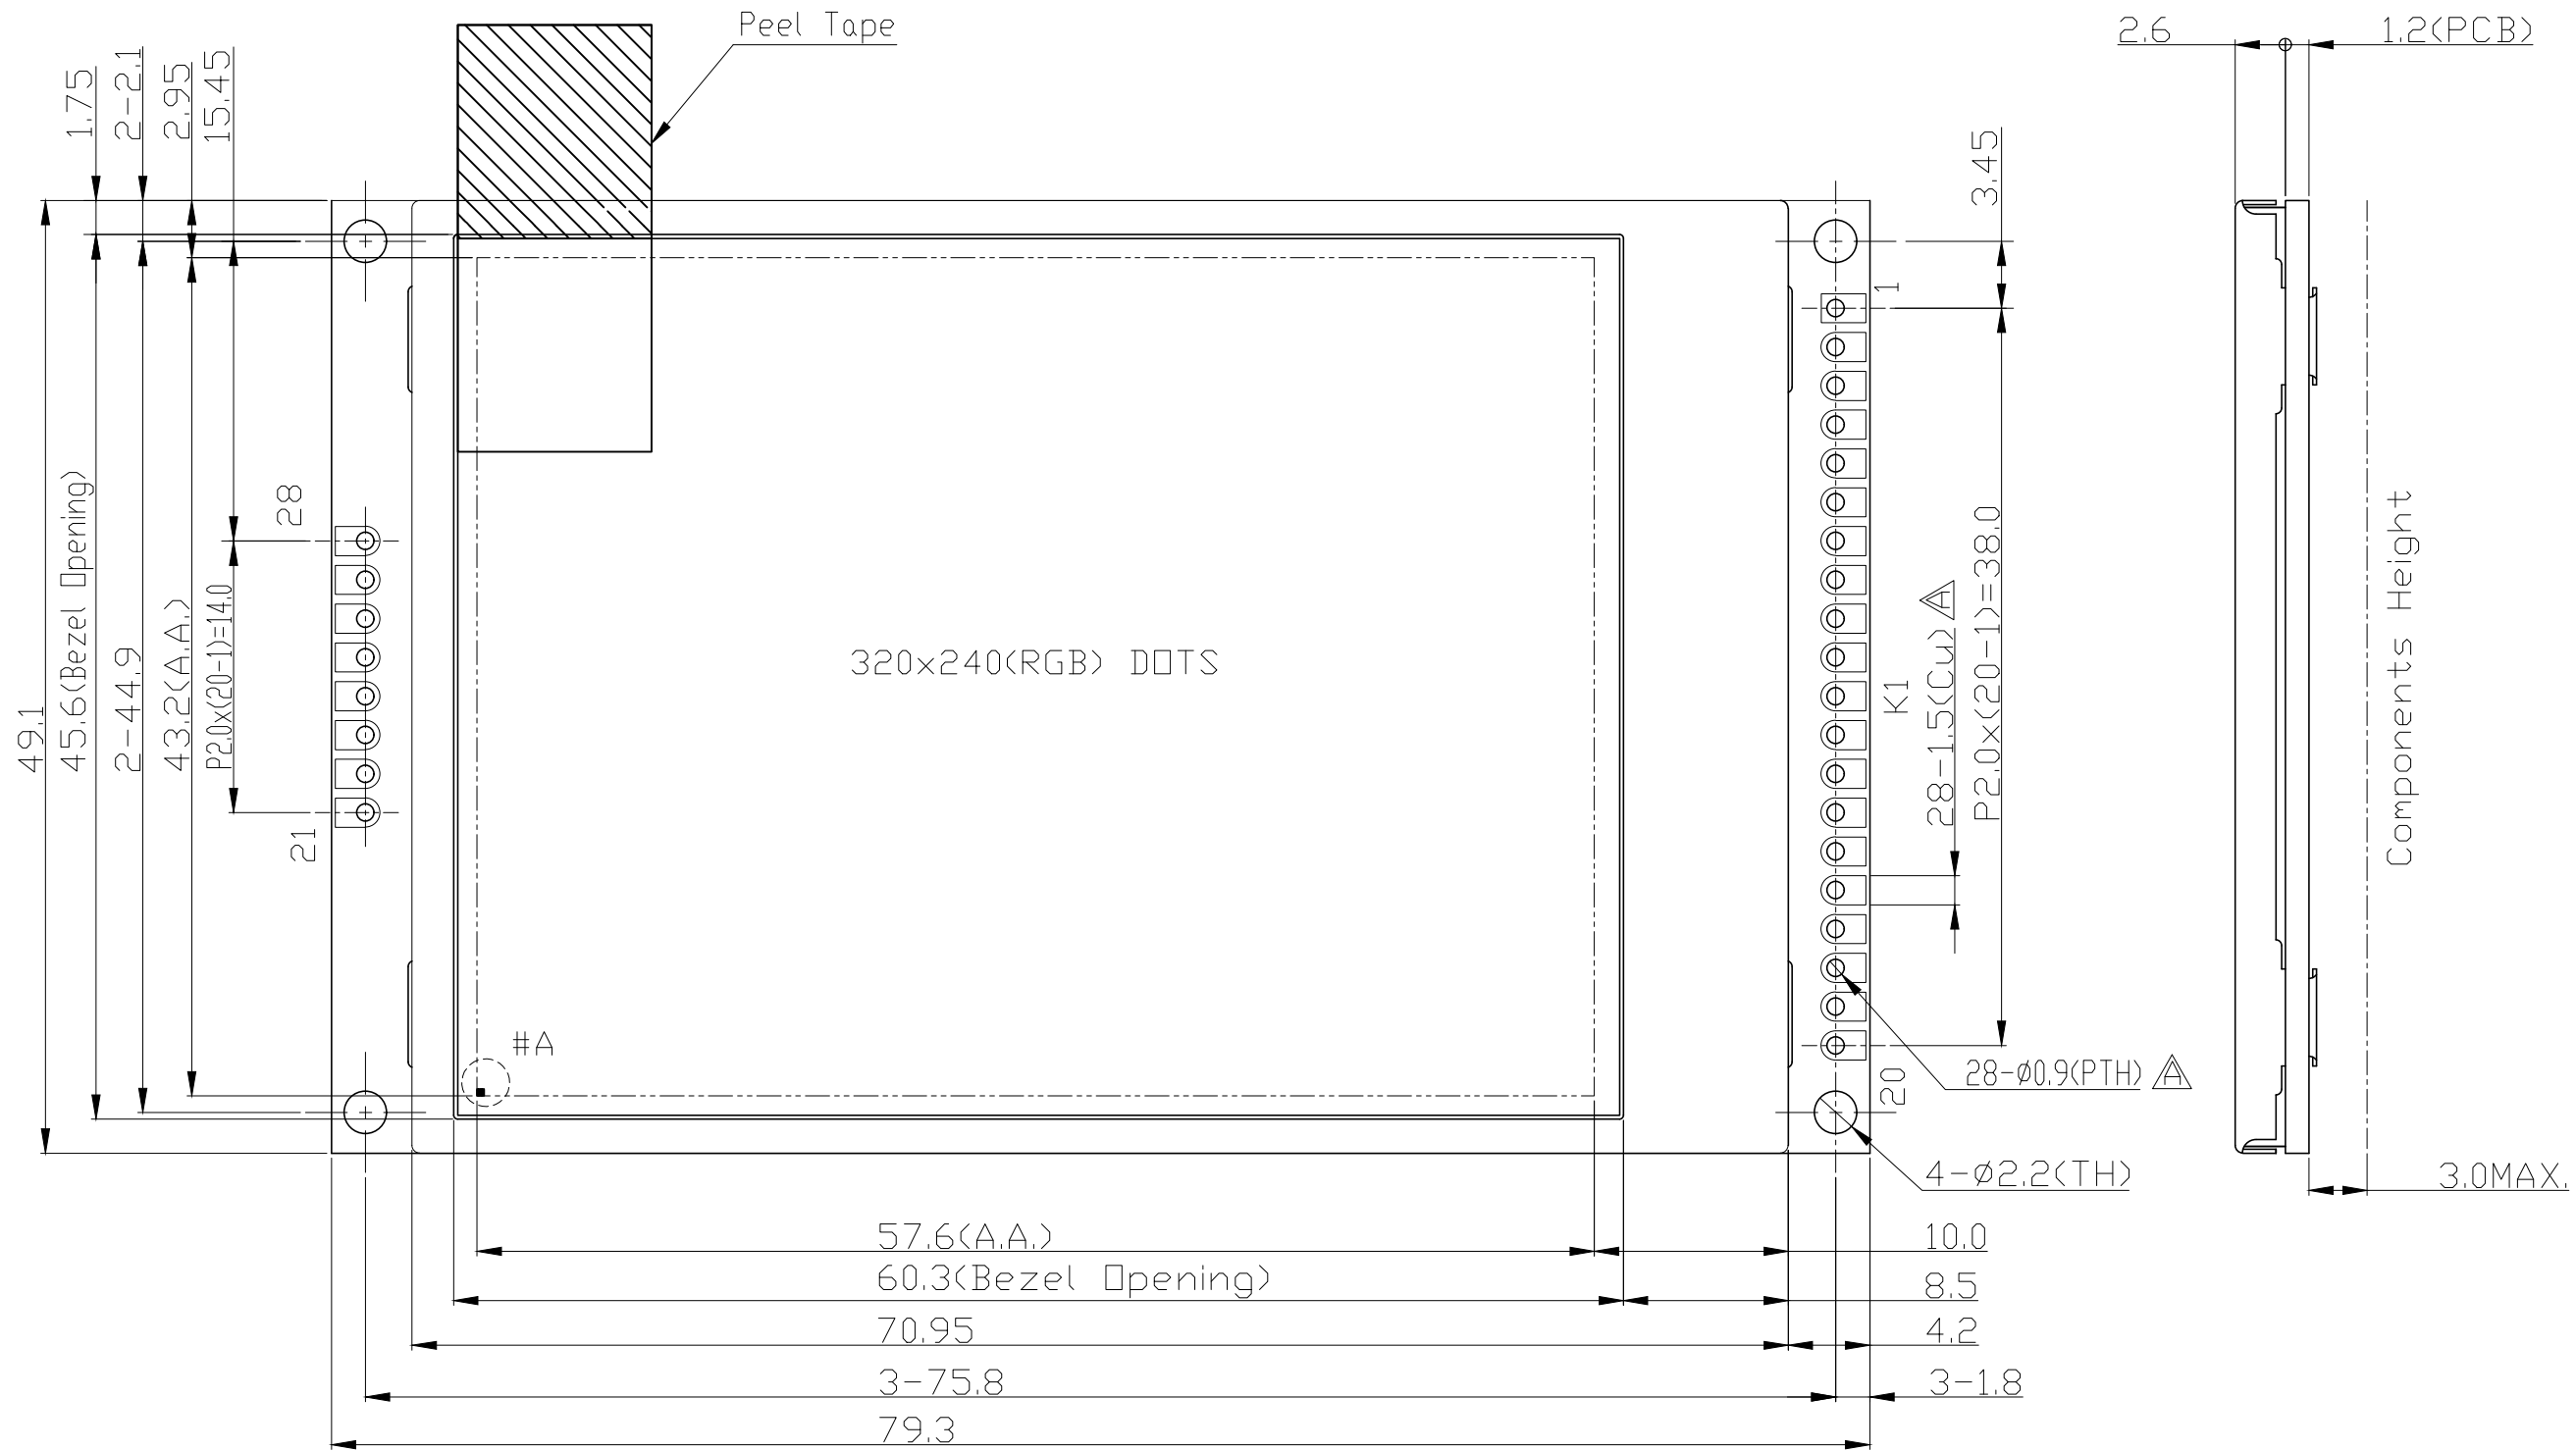 Peel Tape
2.6
1.2(PCB)
1.75
2-2.1
2.95
15.45
3.45
1
28
49.1
45.6(Bezel Opening)
2-44.9
43.2(A.A.)
P2.0x(20-1)=14.0
320x240(RGB) DOTS
K1
28-1.5(Cu) A
P2.0x(20-1)=38.0
Components Height
21
#A
28-ø0.9(PTH) A
20
4-ø2.2(TH)
3.0MAX.
57.6(A.A.)
10.0
60.3(Bezel Opening)
8.5
70.95
4.2
3-75.8
3-1.8
79.3